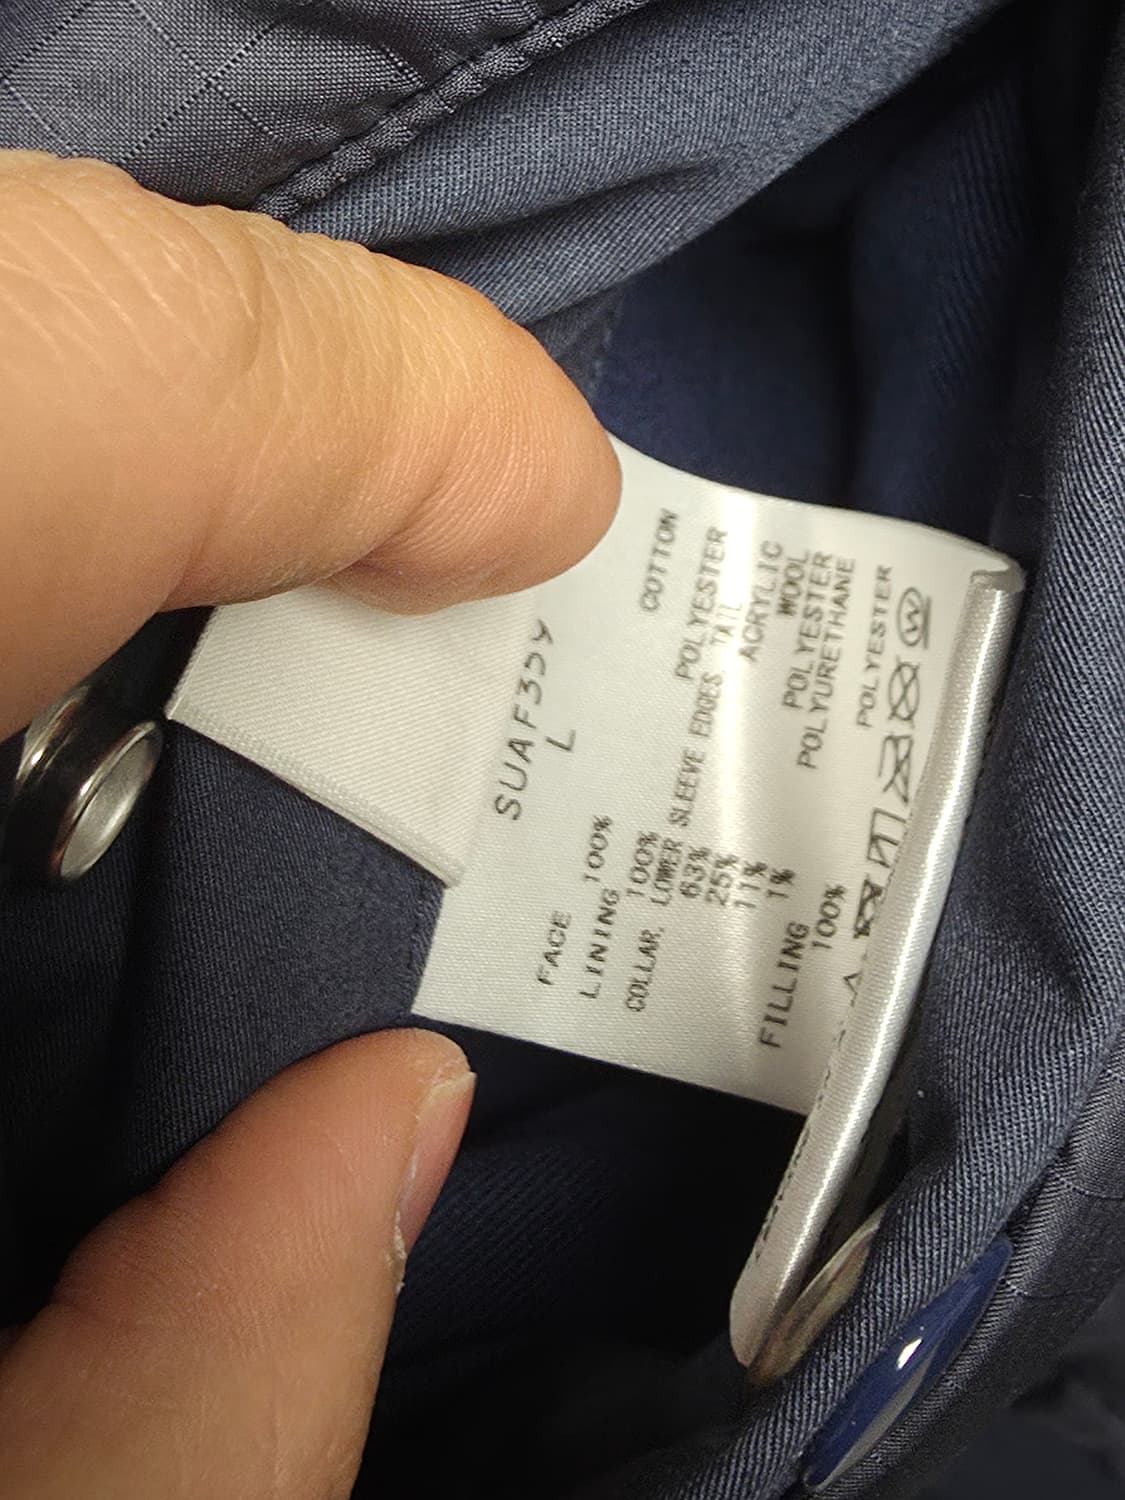 L
FACE
100% COTTON
LINING
100% POLYESTER
COLLAR, LOWER SLEEVE EDGES TAIL
63% ACRYLIC
25% WOOL
11% POLYESTER
1% POLYURETHANE
FILLING
100% POLYESTER
W